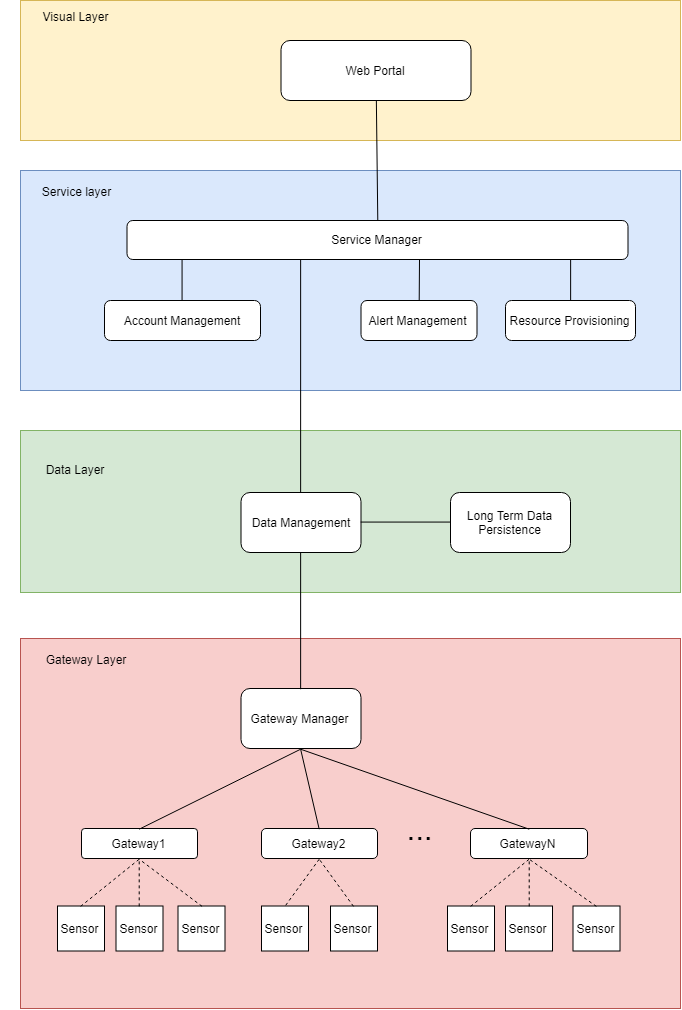 Visual Layer
Web Portal
Service layer
Service Manager
Account Management
Alert Management
Resource Provisioning
Data Layer
Data Management
Long Term Data
Persistence
Gateway Layer
Gateway Manager
Gateway1
Gateway2
...
GatewayN
Sensor
Sensor
Sensor
Sensor
Sensor
Sensor
Sensor
Sensor